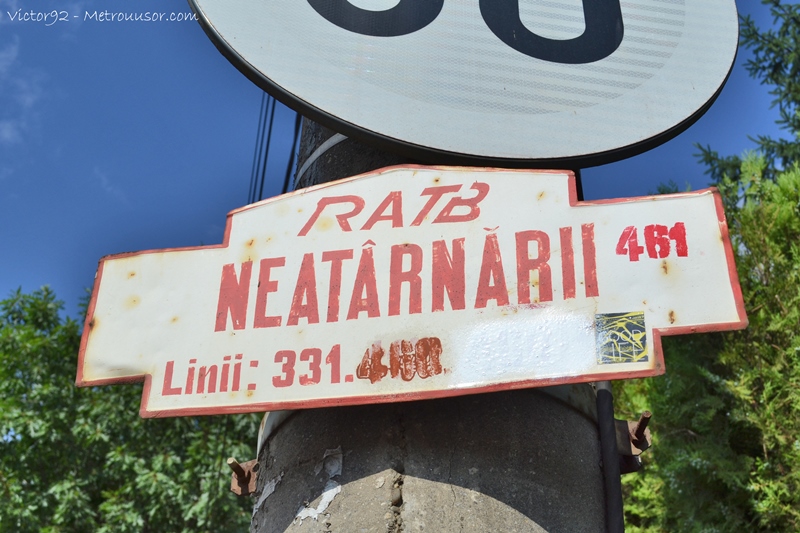 Victor92 - Metrouusor.com
RATB
NEATÂRNĂRII 461
Linii: 331.